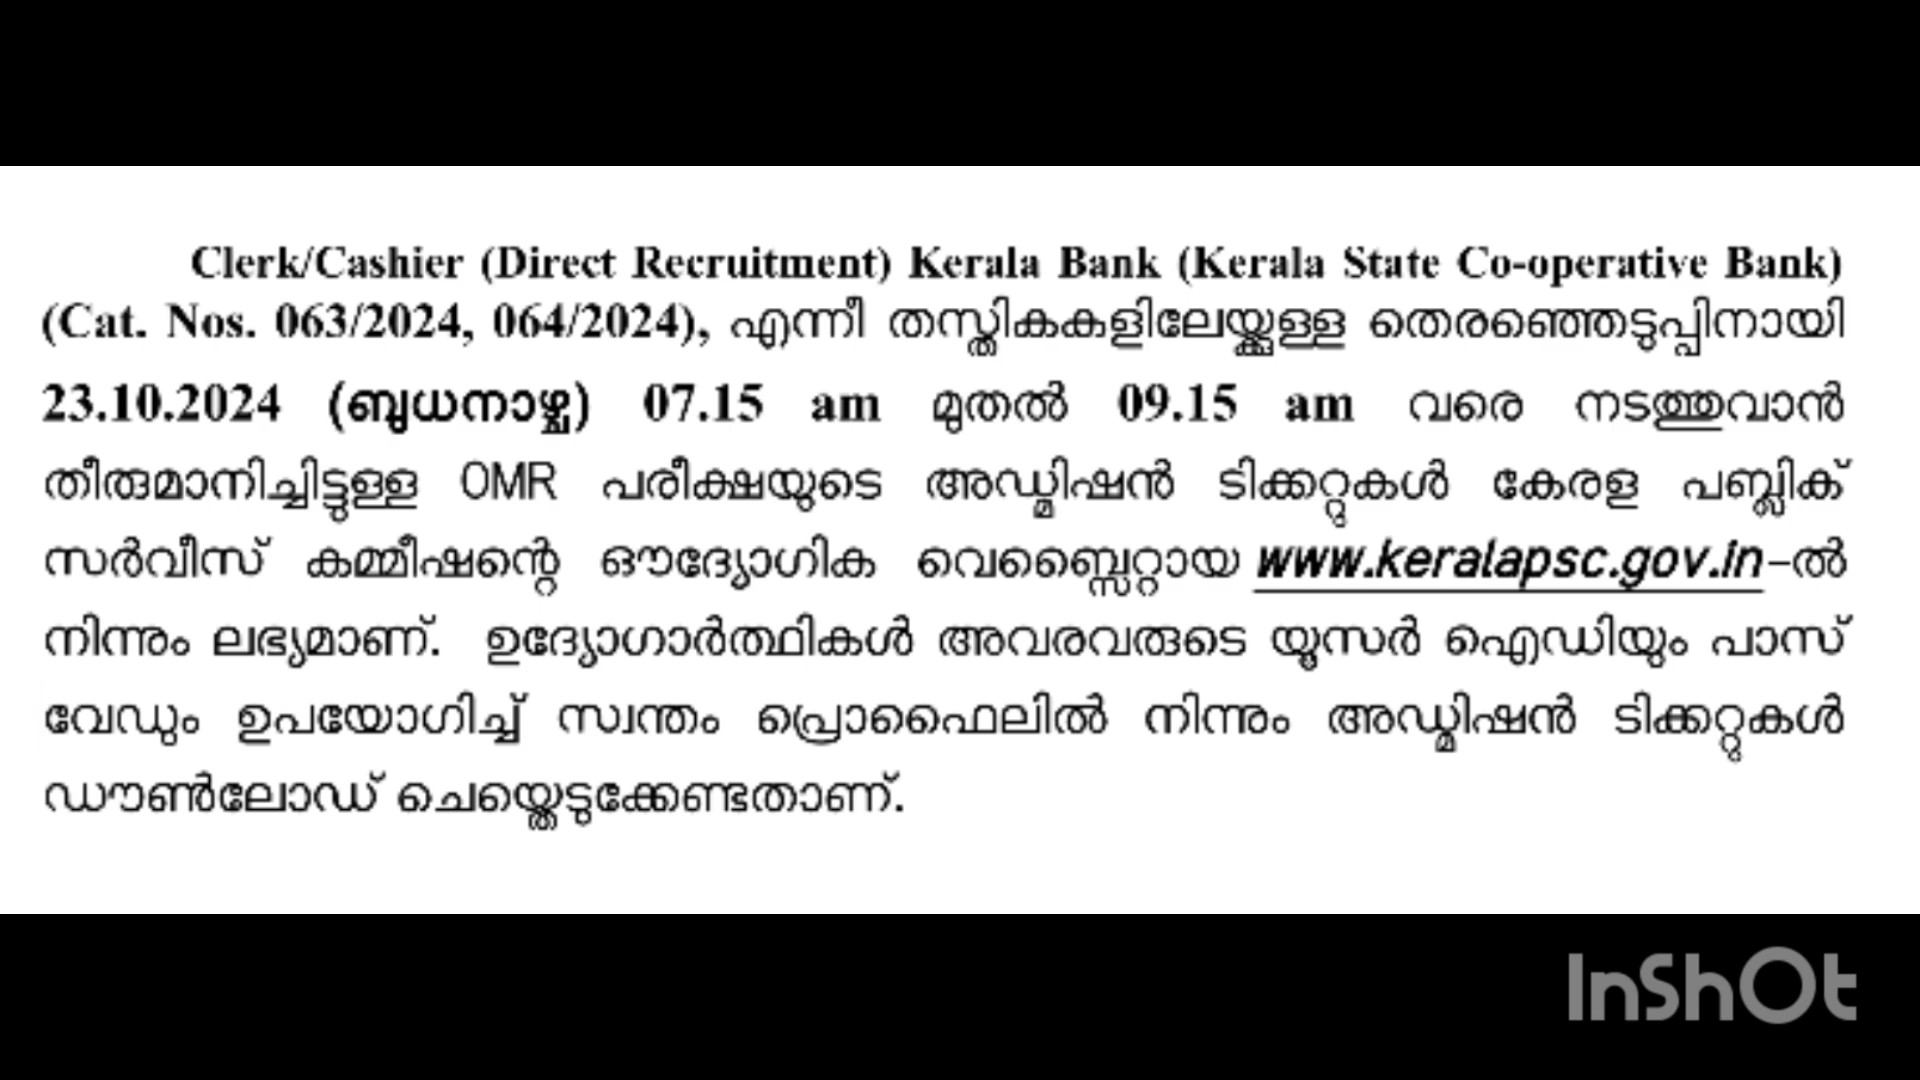 Clerk/Cashier (Direct Recruitment) Kerala Bank (Kerala State Co-operative Bank)
(Cat. Nos. 063/2024, 064/2024), എന്നീ തസ്തികകളിലേയ്ക്കുള്ള തെരഞ്ഞെടുപ്പിനായി
23.10.2024 (ബുധനാഴ്ച) 07.15 am മുതൽ 09.15 am വരെ നടത്തുവാൻ
തീരുമാനിച്ചിട്ടുള്ള OMR പരീക്ഷയുടെ അഡ്മിഷൻ ടിക്കറ്റുകൾ കേരള പബ്ലിക്
സർവീസ് കമ്മീഷന്റെ ഔദ്യോഗിക വെബ്സൈറ്റായ www.keralapsc.gov.in-ൽ
നിന്നും ലഭ്യമാണ്. ഉദ്യോഗാർത്ഥികൾ അവരവരുടെ യൂസർ ഐഡിയും പാസ്
വേഡും ഉപയോഗിച്ച് സ്വന്തം പ്രൊഫൈലിൽ നിന്നും അഡ്മിഷൻ ടിക്കറ്റുകൾ
ഡൗൺലോഡ് ചെയ്തെടുക്കേണ്ടതാണ്.
InShOt